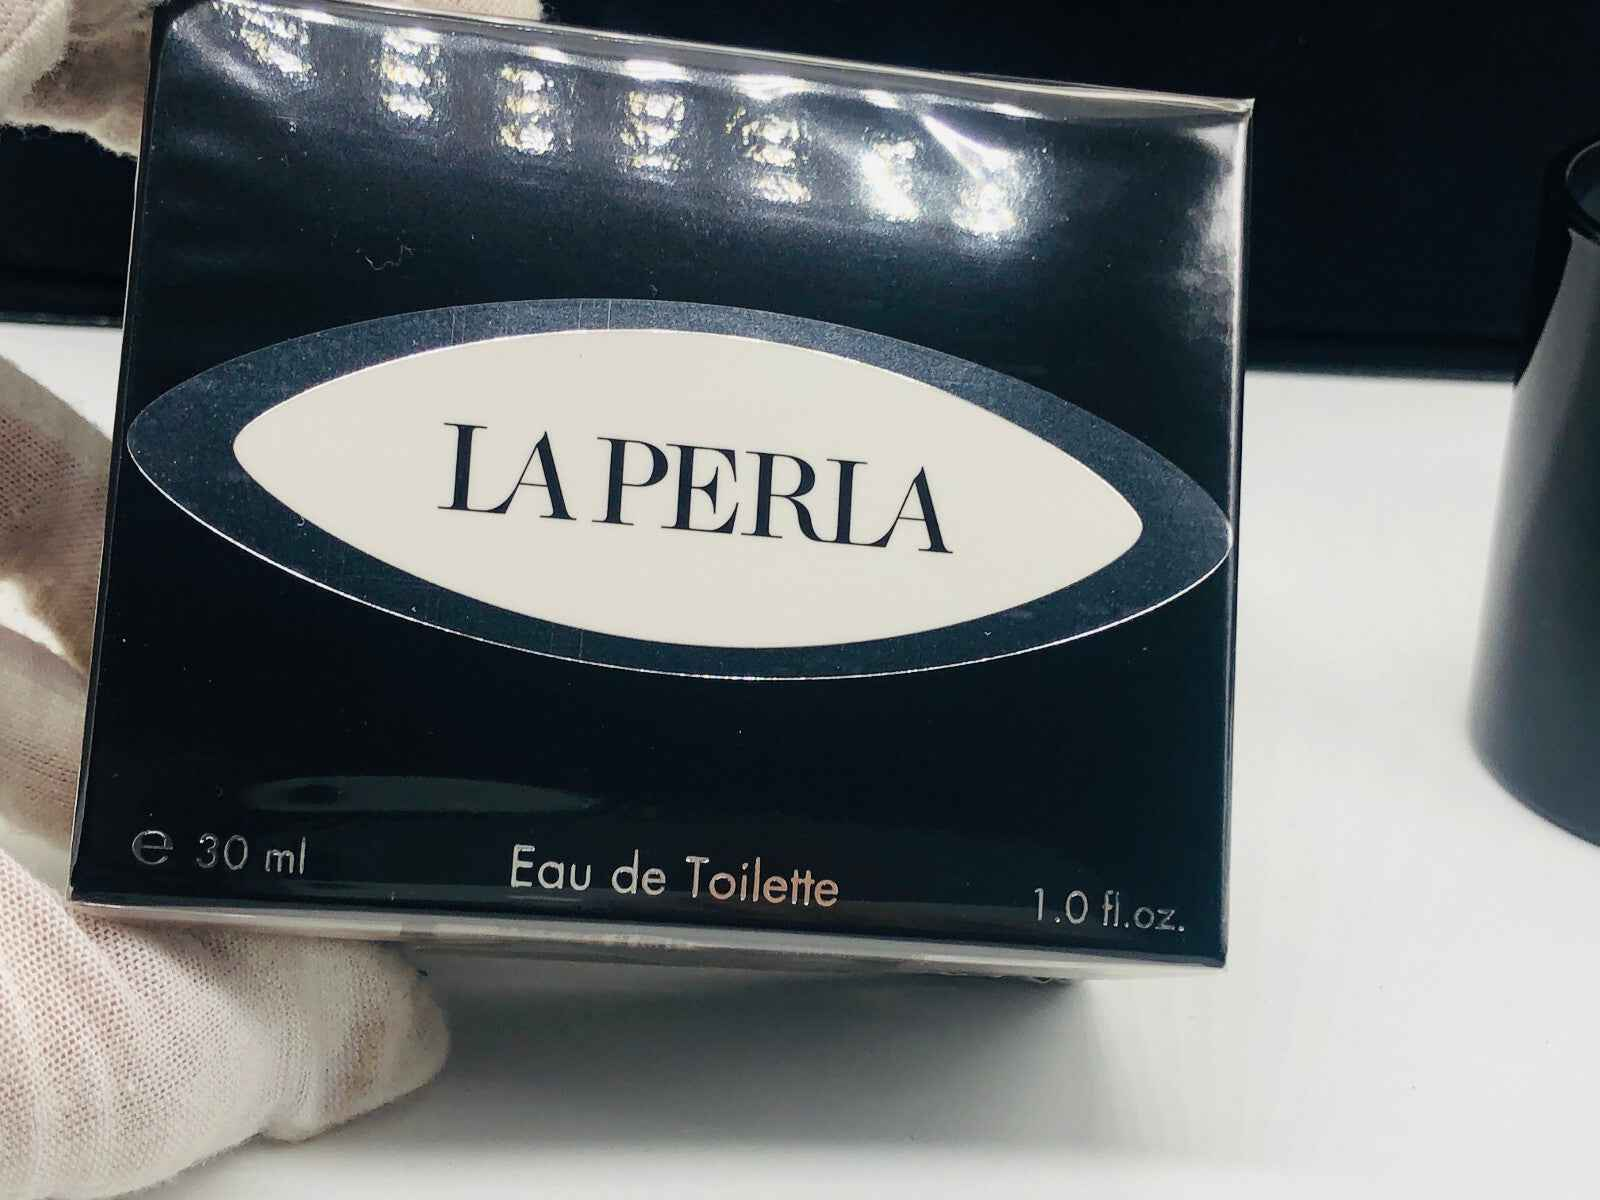 LA PERLA
℮ 30 ml
Eau de Toilette
1.0 fl.oz.